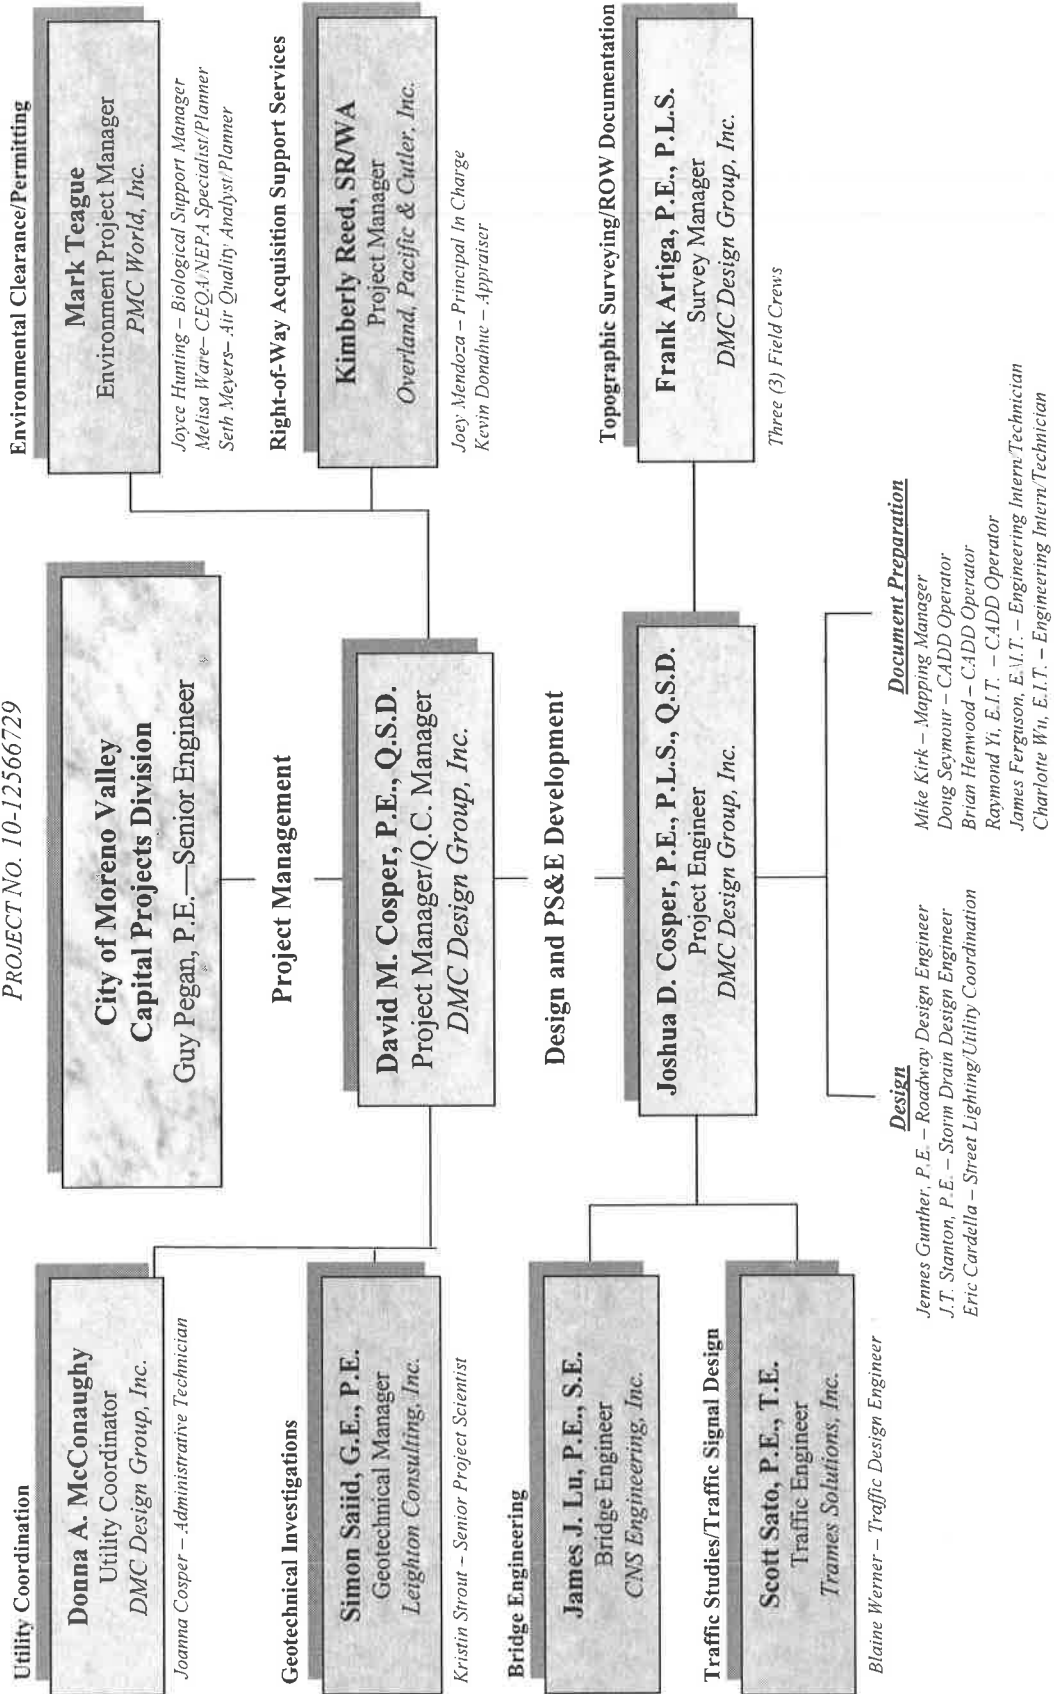 PROJECT NO. 10-12566729
City of Moreno Valley
Capital Projects Division
Guy Pegan, P.E.—Senior Engineer
Project Management
David M. Cosper, P.E., Q.S.D.
Project Manager/Q.C. Manager
DMC Design Group, Inc.
Utility Coordination
Donna A. McConaughy
Utility Coordinator
DMC Design Group, Inc.
Joanna Cosper – Administrative Technician
Geotechnical Investigations
Simon Saiid, G.E., P.E.
Geotechnical Manager
Leighton Consulting, Inc.
Kristin Strout – Senior Project Scientist
Environmental Clearance/Permitting
Mark Teague
Environment Project Manager
PMC World, Inc.
Joyce Hunting – Biological Support Manager
Melisa Ware– CEQA/NEPA Specialist/Planner
Seth Meyers– Air Quality Analyst/Planner
Right-of-Way Acquisition Support Services
Kimberly Reed, SR/WA
Project Manager
Overland, Pacific & Cutler, Inc.
Joey Mendoza – Principal In Charge
Kevin Donahue – Appraiser
Design and PS&E Development
Joshua D. Cosper, P.E., P.L.S., Q.S.D.
Project Engineer
DMC Design Group, Inc.
Bridge Engineering
James J. Lu, P.E., S.E.
Bridge Engineer
CNS Engineering, Inc.
Traffic Studies/Traffic Signal Design
Scott Sato, P.E., T.E.
Traffic Engineer
Trames Solutions, Inc.
Blaine Werner – Traffic Design Engineer
Topographic Surveying/ROW Documentation
Frank Artiga, P.E., P.L.S.
Survey Manager
DMC Design Group, Inc.
Three (3) Field Crews
Design
Jennes Gunther, P.E. – Roadway Design Engineer
J.T. Stanton, P.E. – Storm Drain Design Engineer
Eric Cardella – Street Lighting/Utility Coordination
Document Preparation
Mike Kirk – Mapping Manager
Doug Seymour – CADD Operator
Brian Henwood – CADD Operator
Raymond Yi, E.I.T. – CADD Operator
James Ferguson, E.I.T. – Engineering Intern/Technician
Charlotte Wu, E.I.T. – Engineering Intern/Technician